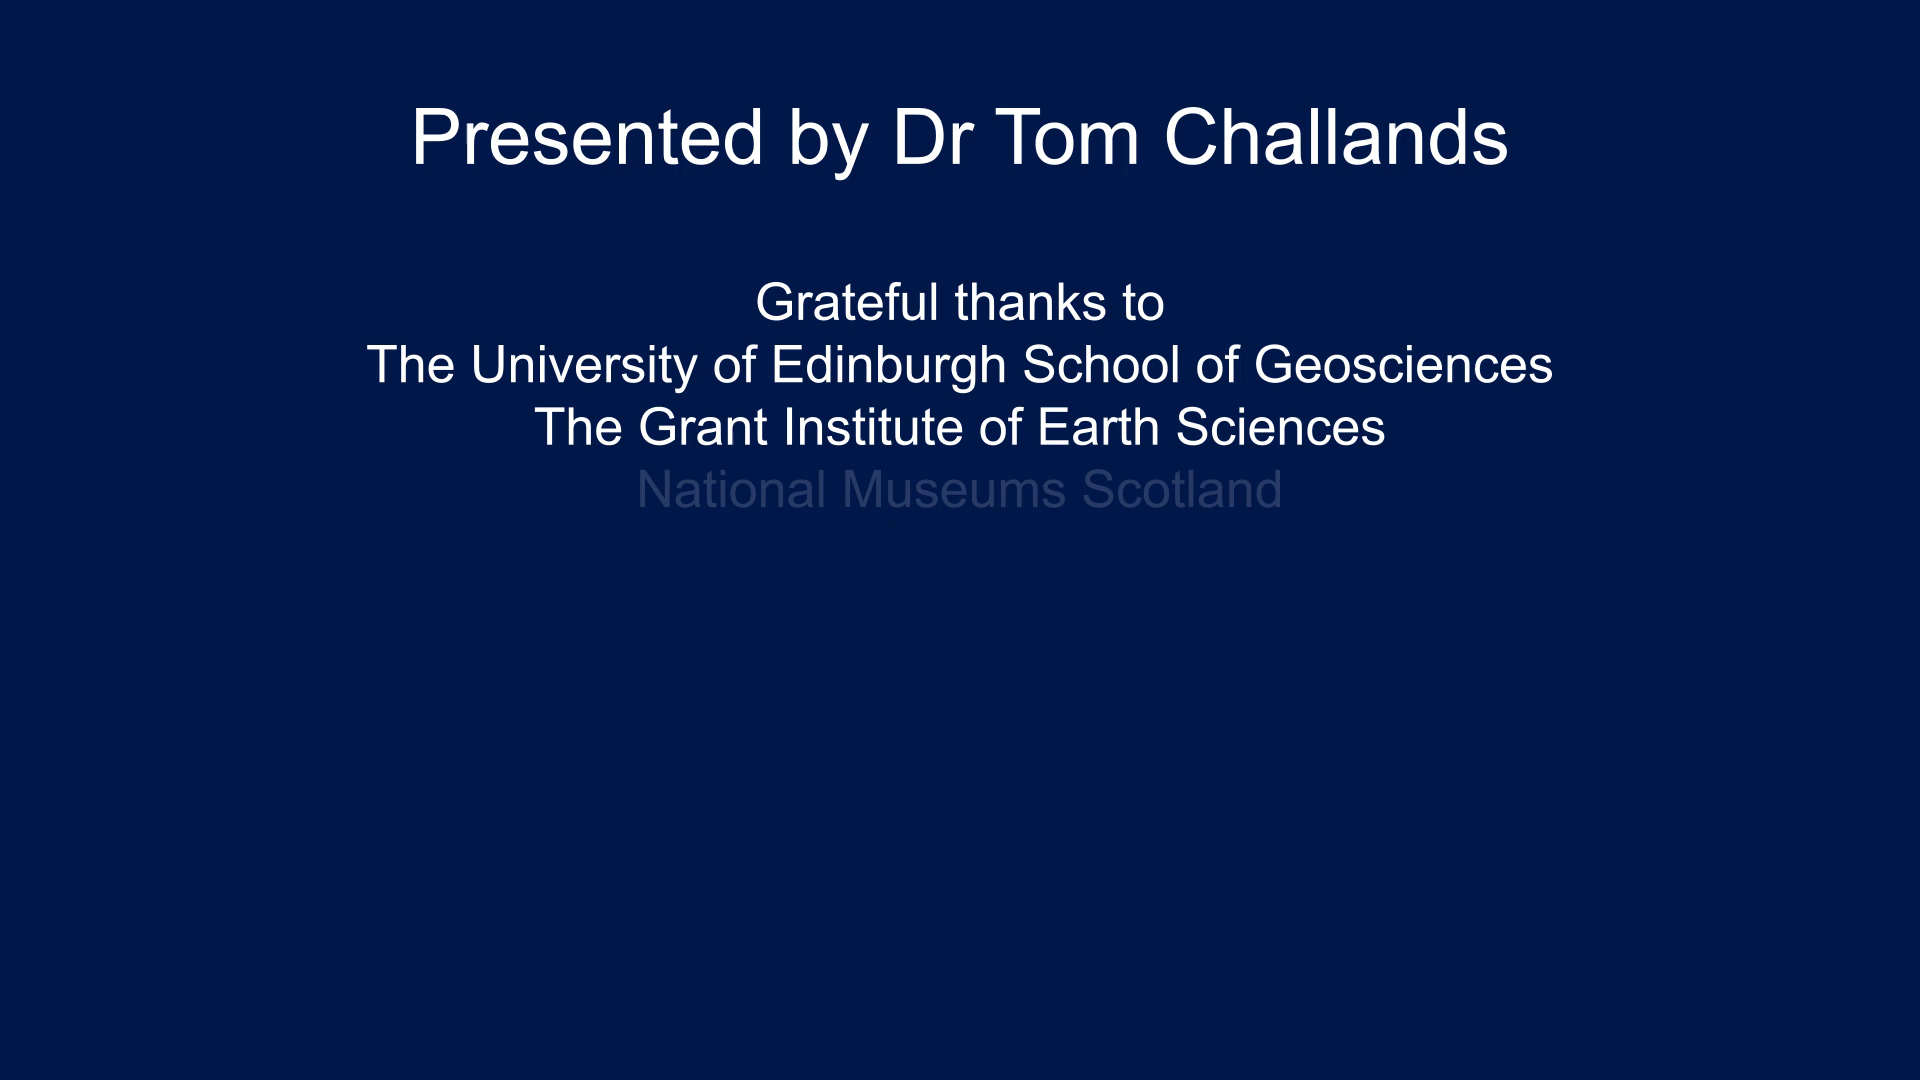 Presented by Dr Tom Challands
Grateful thanks to
The University of Edinburgh School of Geosciences
The Grant Institute of Earth Sciences
National Museums Scotland